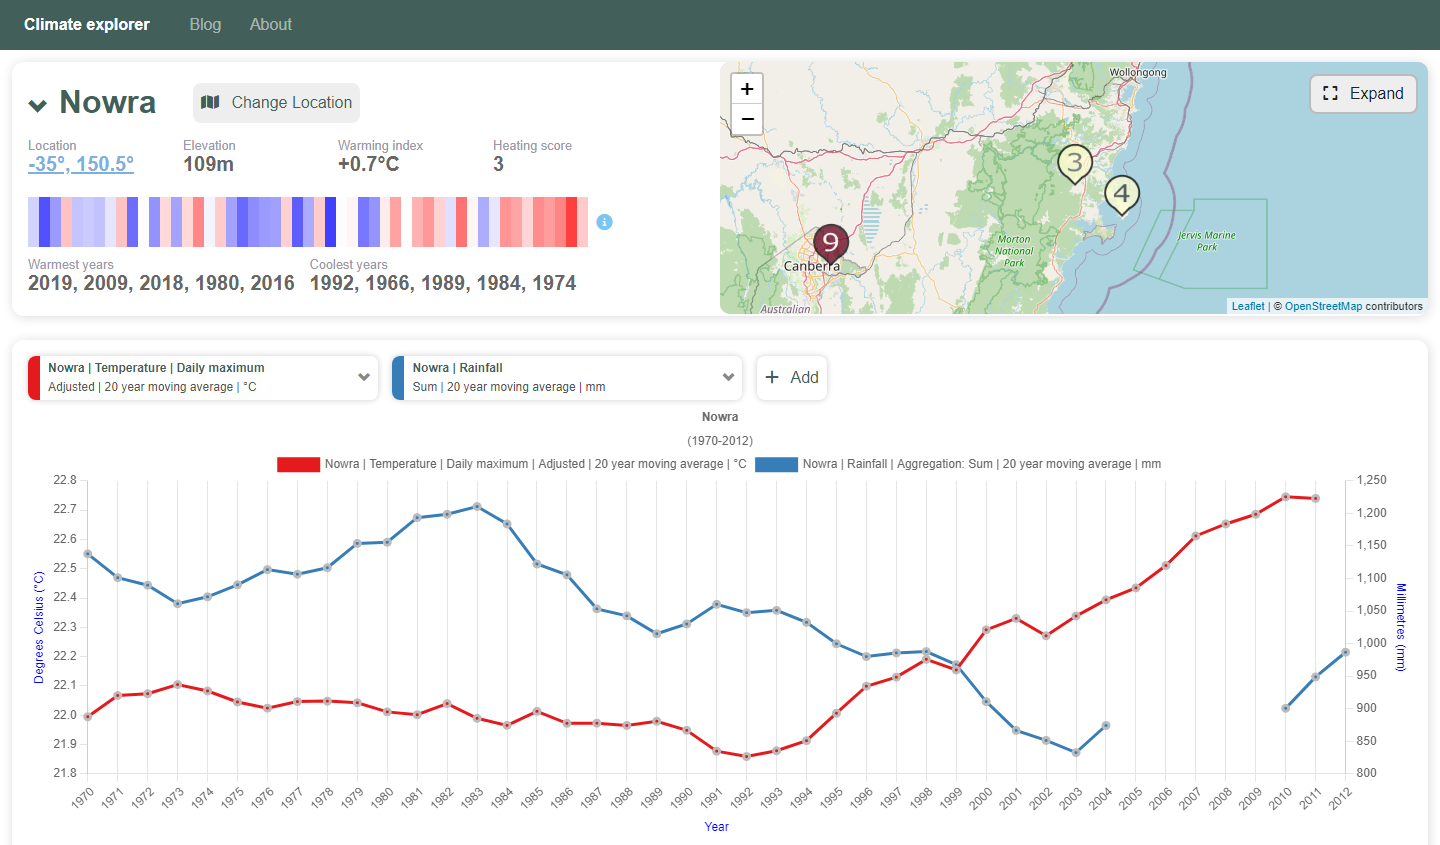 Climate explorer Blog About
Nowra Change Location
Location Elevation Warming index Heating score
-35°, 150.5° 109m +0.7°C 3
Warmest years Coolest years
2019, 2009, 2018, 1980, 2016 1992, 1966, 1989, 1984, 1974
+
−
Expand
Wollongong
3
4
9
Canberra
Morton
National
Park
Jervis Marine
Park
Australian
Leaflet | © OpenStreetMap contributors
Nowra | Temperature | Daily maximum
Adjusted | 20 year moving average | °C
Nowra | Rainfall
Sum | 20 year moving average | mm
+ Add
Nowra
(1970-2012)
Nowra | Temperature | Daily maximum | Adjusted | 20 year moving average | °C
Nowra | Rainfall | Aggregation: Sum | 20 year moving average | mm
Degrees Celsius (°C)
22.8
22.7
22.6
22.5
22.4
22.3
22.2
22.1
22.0
21.9
21.8
1,250
1,200
1,150
1,100
1,050
1,000
950
900
850
800
Millimetres (mm)
1970 1971 1972 1973 1974 1975 1976 1977 1978 1979 1980 1981 1982 1983 1984 1985 1986 1987 1988 1989 1990 1991 1992 1993 1994 1995 1996 1997 1998 1999 2000 2001 2002 2003 2004 2005 2006 2007 2008 2009 2010 2011 2012
Year